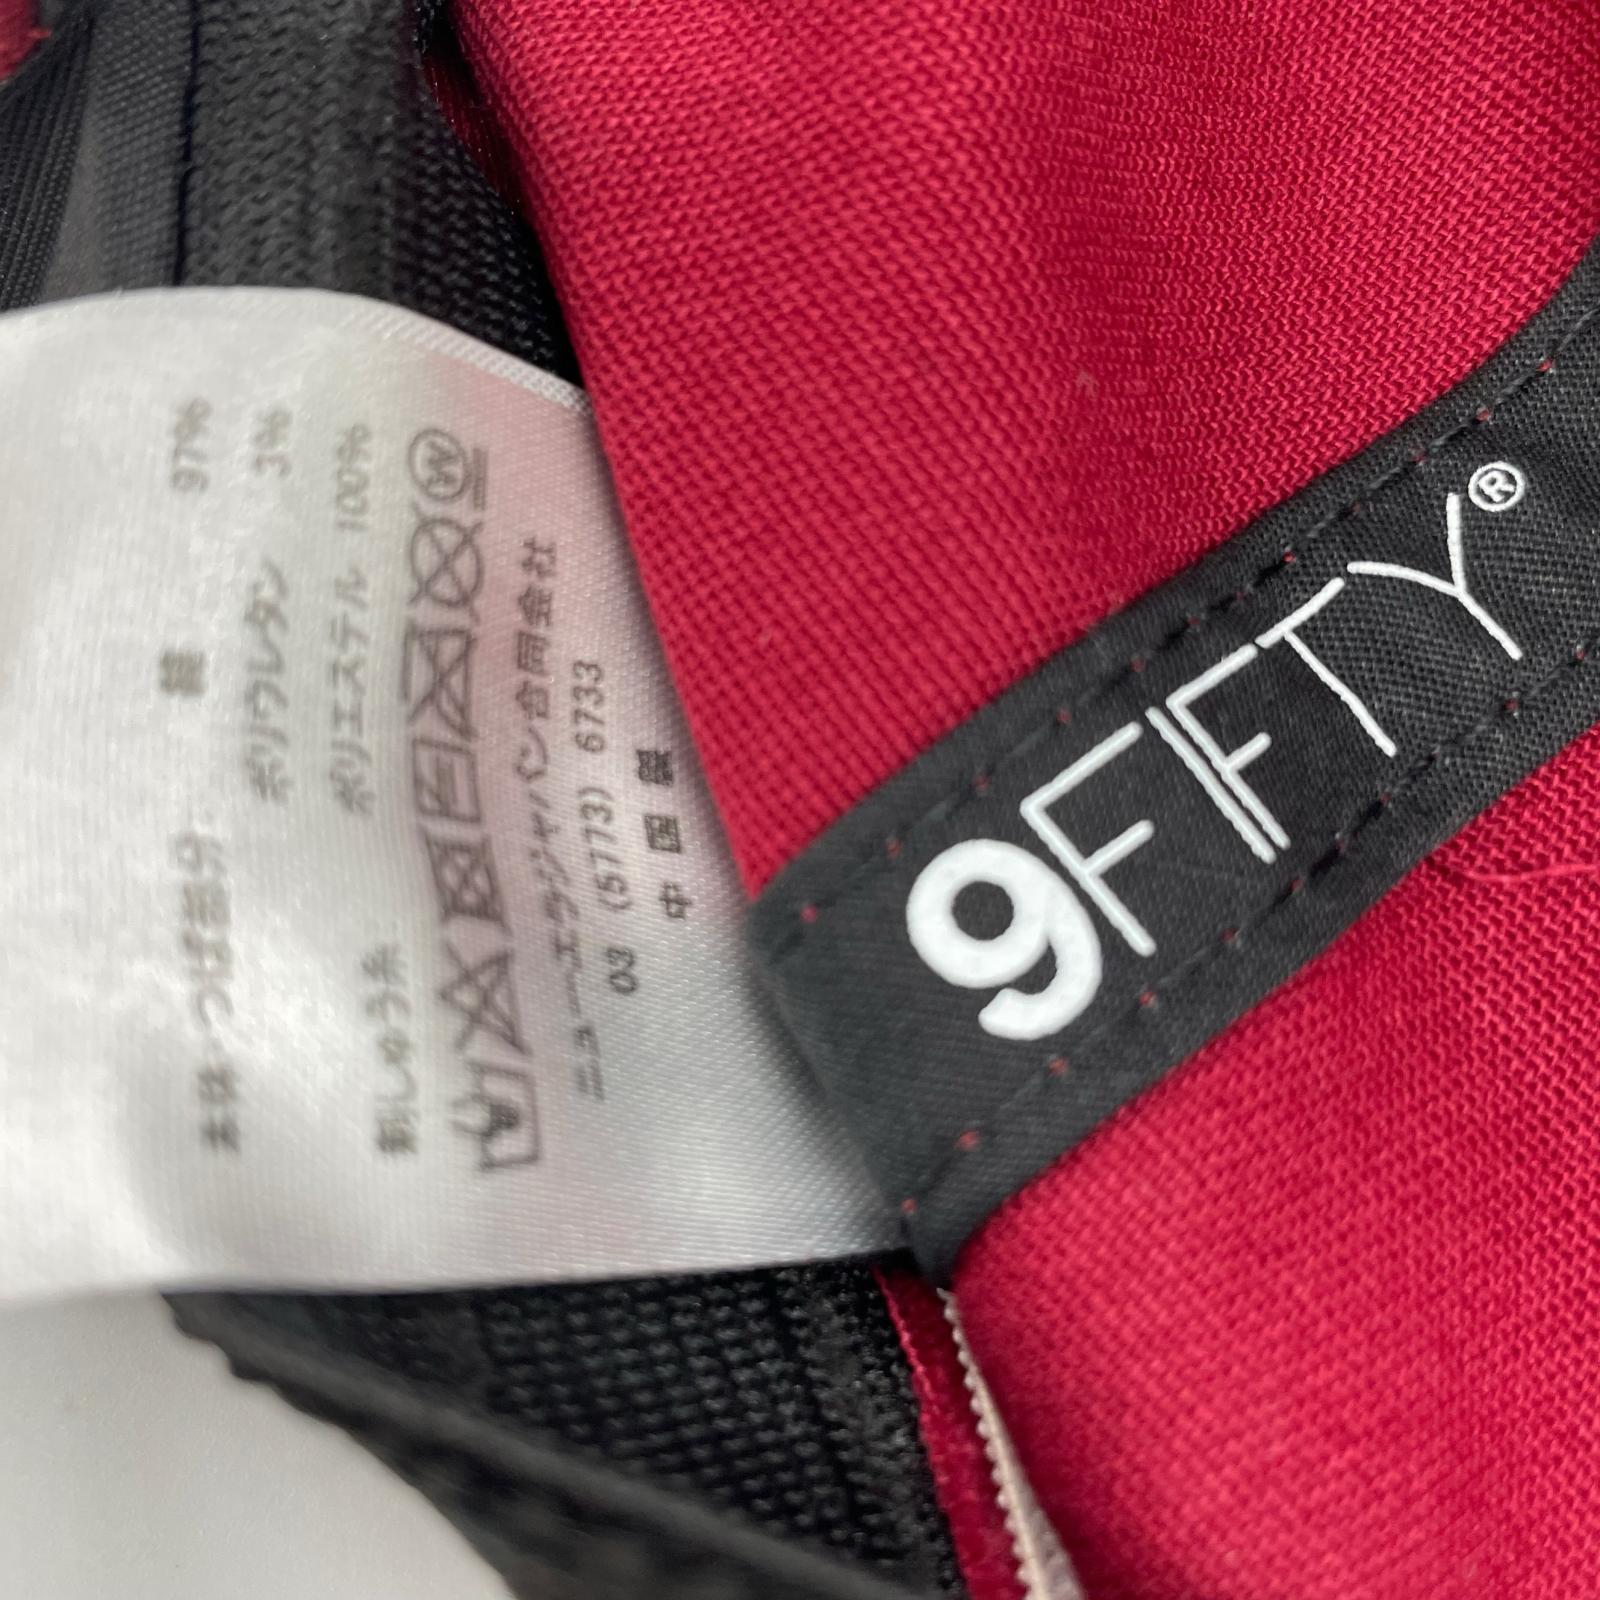 本体・つば部分 綿 97%
ポリウレタン 3%
刺しゅう糸 ポリエステル 100%
ニューエラジャパン合同会社
03 (5773) 6733
中 国 製
9FIFTY®